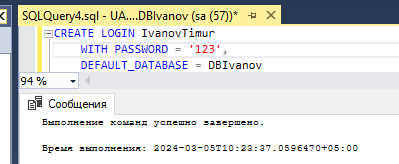 SQLQuery4.sql - UA....DBIvanov (sa (57))*
CREATE LOGIN IvanovTimur
WITH PASSWORD = '123',
DEFAULT_DATABASE = DBIvanov
94 %
Сообщения
Выполнение команд успешно завершено.
Время выполнения: 2024-03-05T10:23:37.0596470+05:00